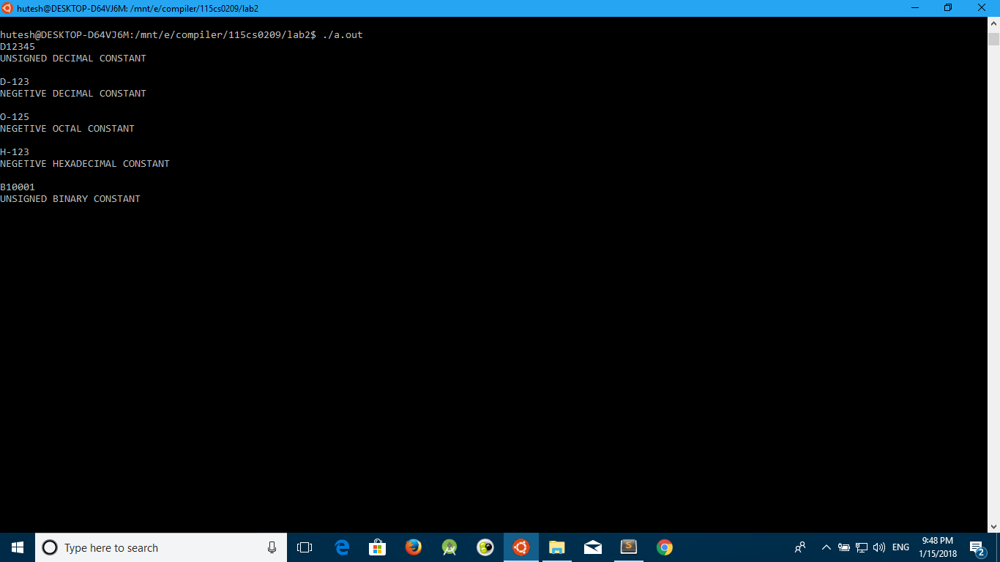 hutesh@DESKTOP-D64VJ6M: /mnt/e/compiler/115cs0209/lab2
hutesh@DESKTOP-D64VJ6M:/mnt/e/compiler/115cs0209/lab2$ ./a.out
D12345
UNSIGNED DECIMAL CONSTANT
D-123
NEGETIVE DECIMAL CONSTANT
O-125
NEGETIVE OCTAL CONSTANT
H-123
NEGETIVE HEXADECIMAL CONSTANT
B10001
UNSIGNED BINARY CONSTANT
Type here to search
ENG
9:48 PM
1/15/2018
2